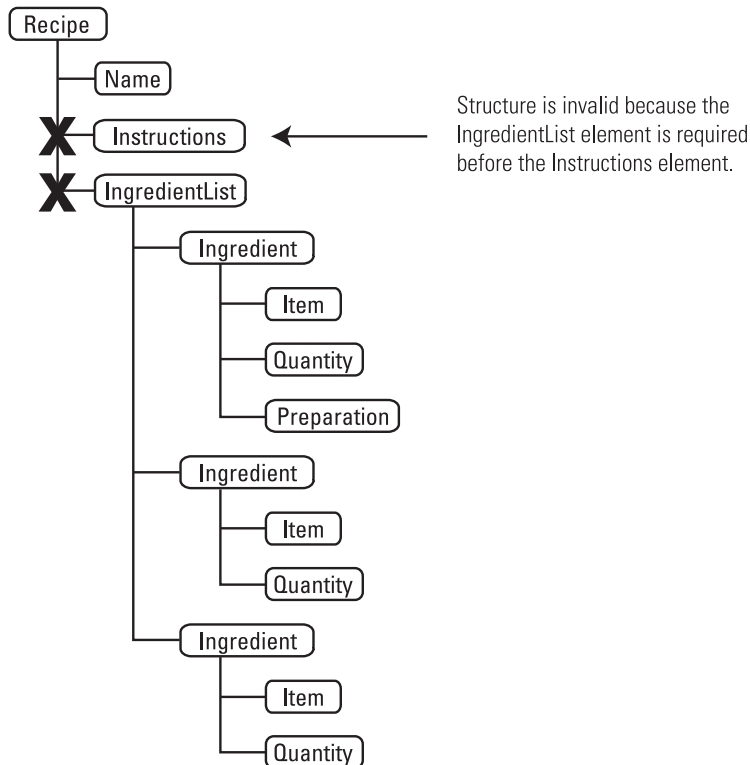 Recipe
Name
Instructions
Structure is invalid because the
IngredientList element is required
before the Instructions element.
IngredientList
Ingredient
Item
Quantity
Preparation
Ingredient
Item
Quantity
Ingredient
Item
Quantity